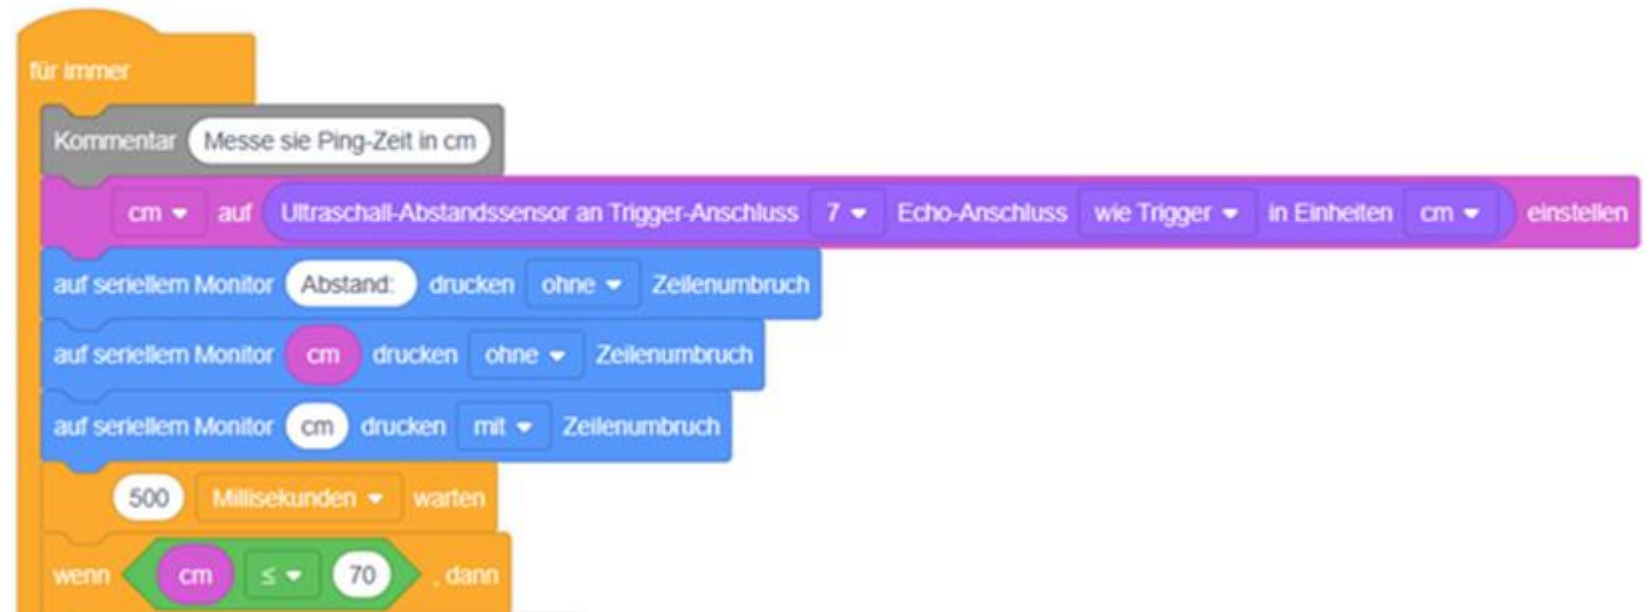 für immer
Kommentar Messe sie Ping-Zeit in cm
cm auf Ultraschall-Abstandssensor an Trigger-Anschluss 7 Echo-Anschluss wie Trigger in Einheiten cm einstellen
auf seriellem Monitor Abstand: drucken ohne Zeilenumbruch
auf seriellem Monitor cm drucken ohne Zeilenumbruch
auf seriellem Monitor cm drucken mit Zeilenumbruch
500 Millisekunden warten
wenn cm ≤ 70 , dann